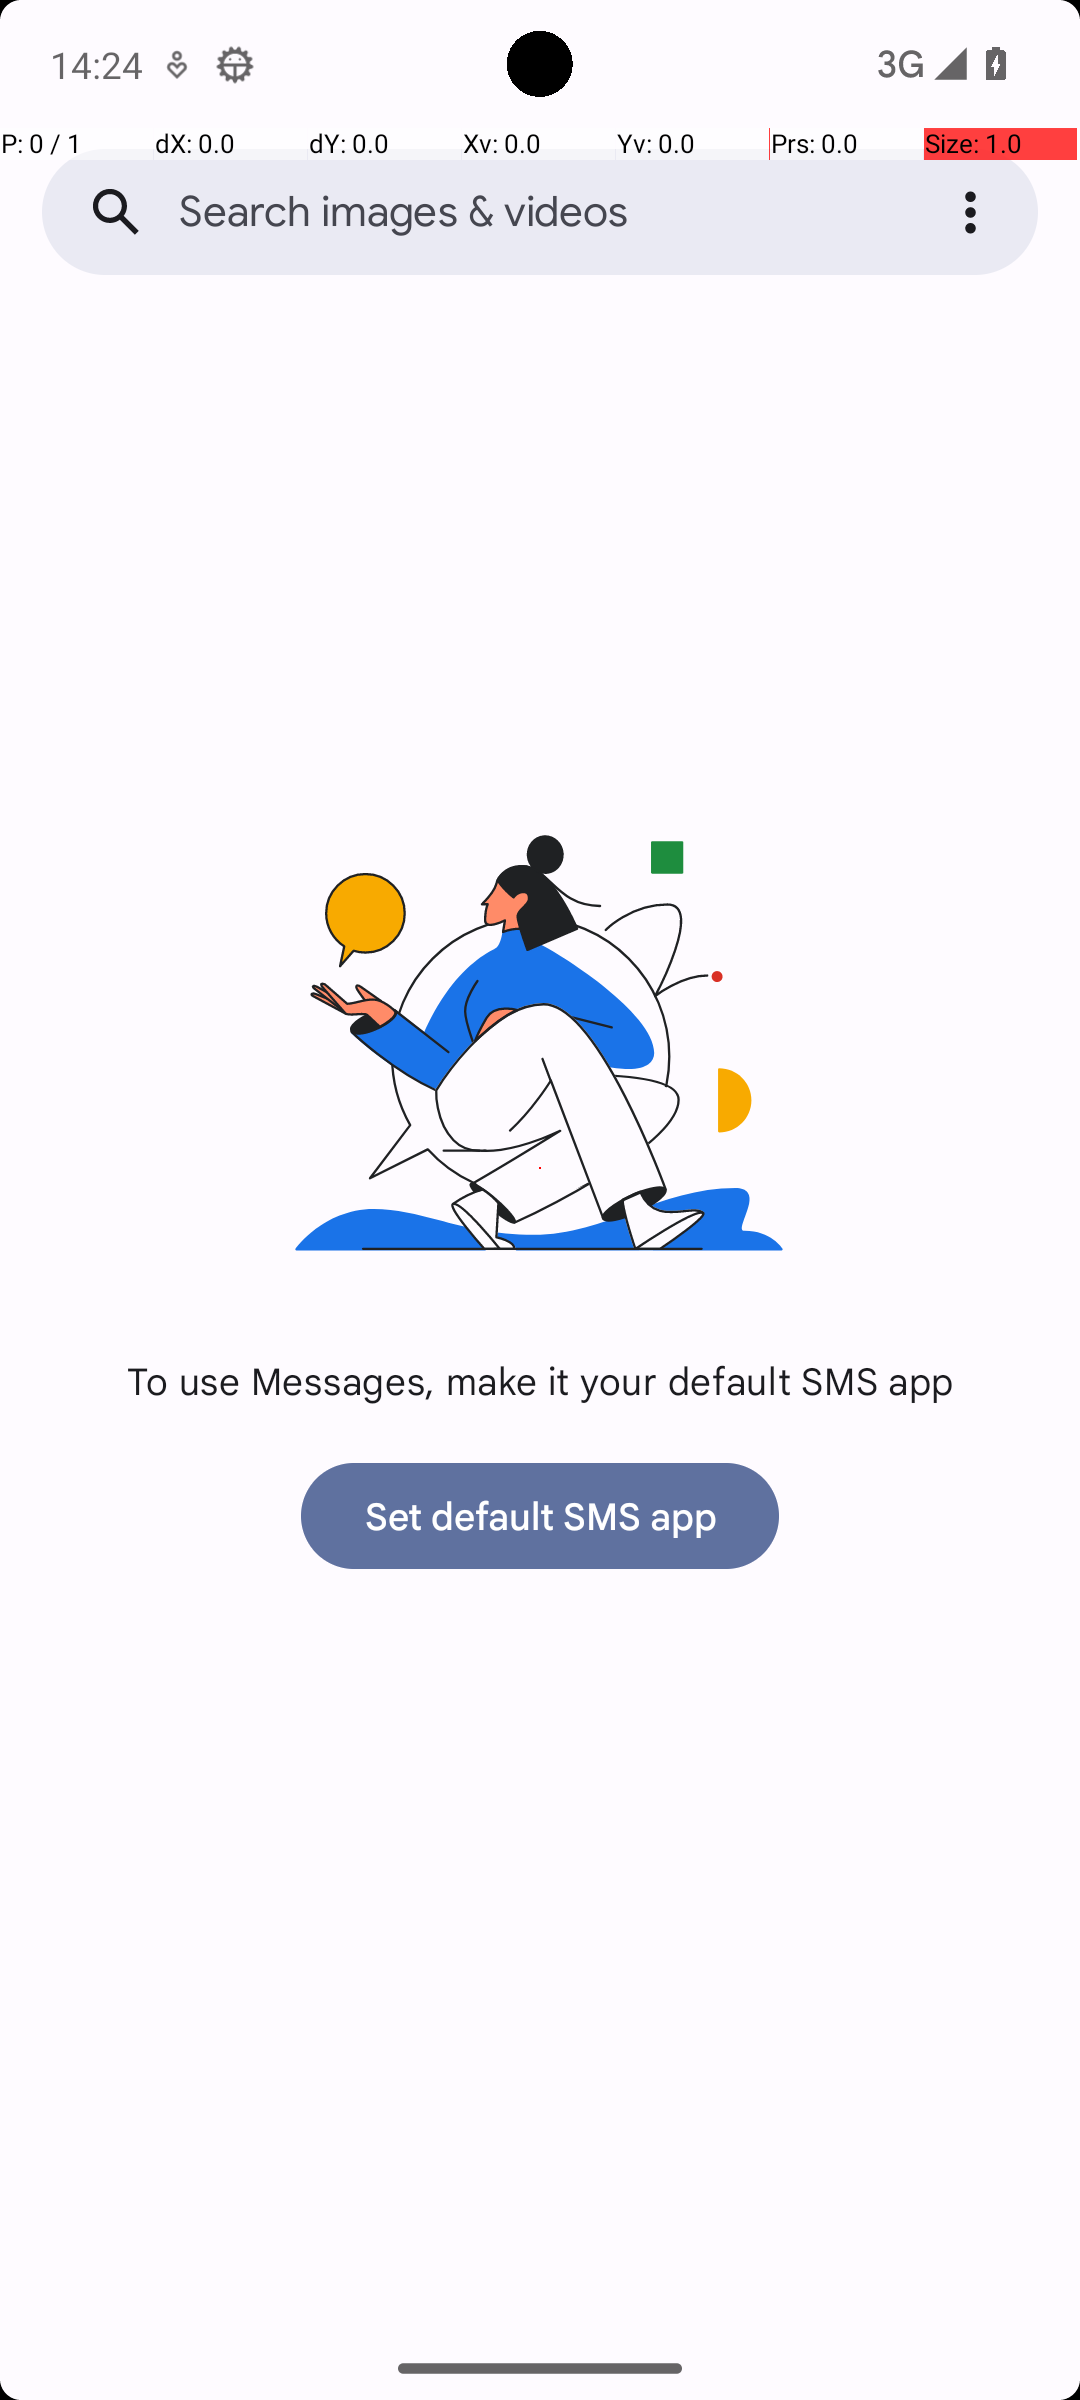 14:24
3G
P: 0 / 1 dX: 0.0 dY: 0.0 Xv: 0.0 Yv: 0.0 Prs: 0.0 Size: 1.0
Search images & videos
To use Messages, make it your default SMS app
Set default SMS app